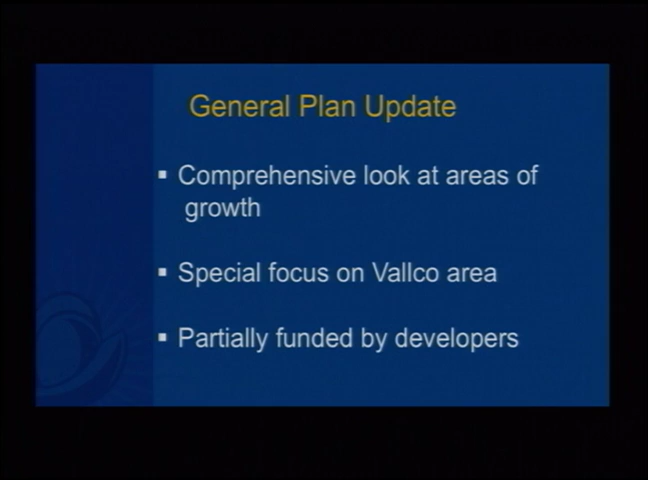 General Plan Update
▪ Comprehensive look at areas of
growth
▪ Special focus on Vallco area
▪ Partially funded by developers